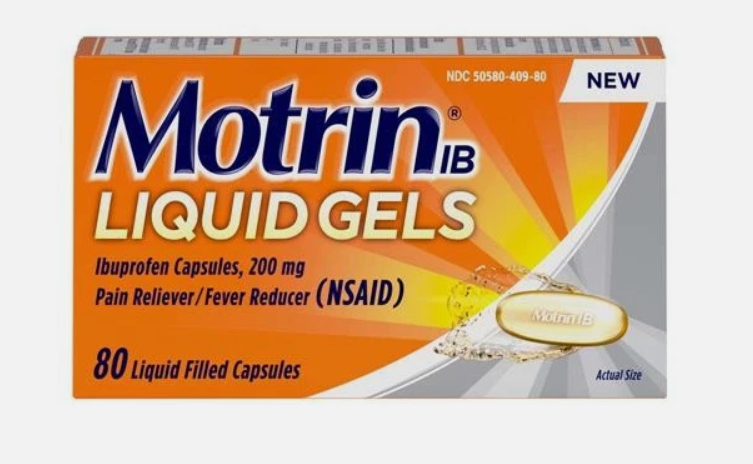 NDC 50580-409-80
NEW
Motrin® IB
LIQUID GELS
Ibuprofen Capsules, 200 mg
Pain Reliever/Fever Reducer (NSAID)
Motrin IB
80 Liquid Filled Capsules
Actual Size